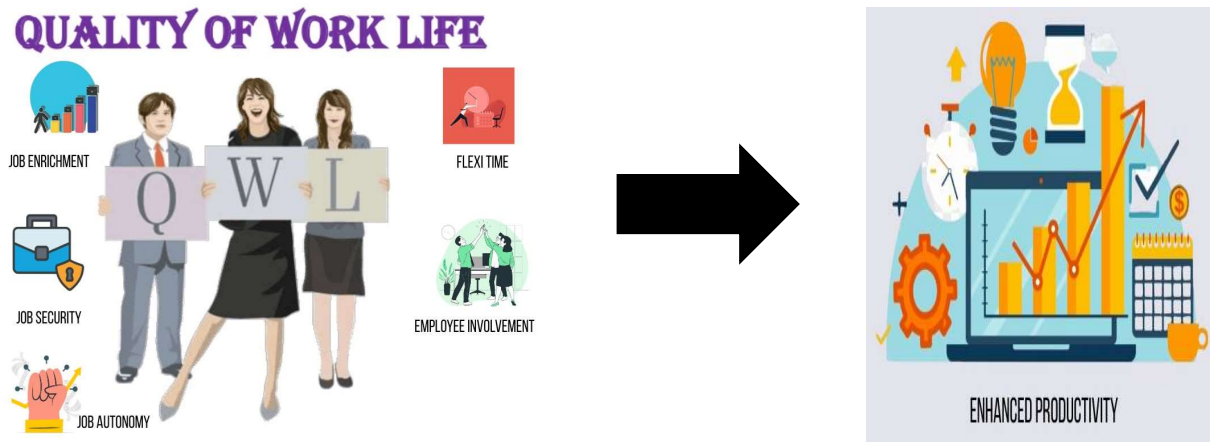 QUALITY OF WORK LIFE
JOB ENRICHMENT
FLEXI TIME
Q W L
JOB SECURITY
EMPLOYEE INVOLVEMENT
JOB AUTONOMY
$
ENHANCED PRODUCTIVITY